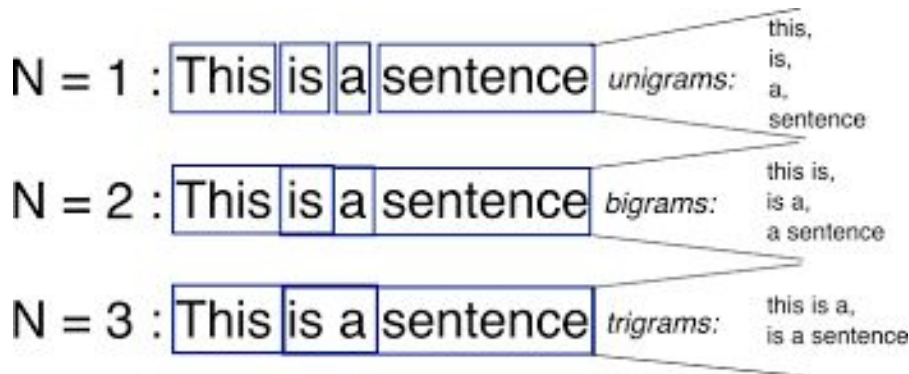 N = 1 : This is a sentence unigrams:
this,
is,
a,
sentence
N = 2 : This is a sentence bigrams:
this is,
is a,
a sentence
N = 3 : This is a sentence trigrams:
this is a,
is a sentence